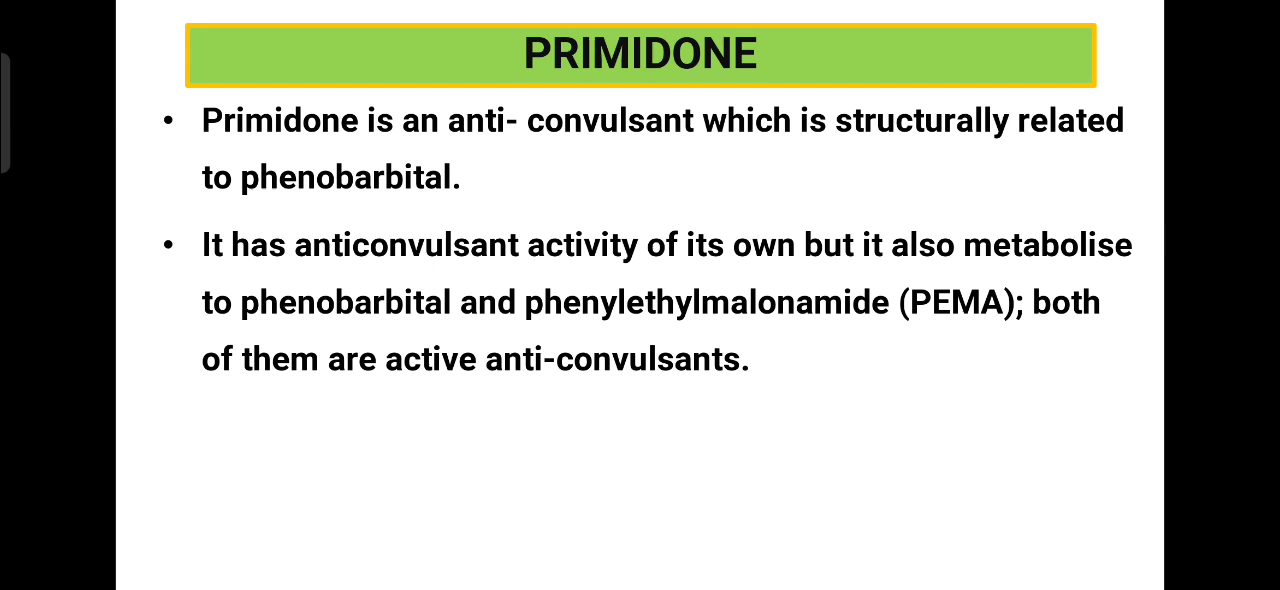 PRIMIDONE
• Primidone is an anti- convulsant which is structurally related
to phenobarbital.
• It has anticonvulsant activity of its own but it also metabolise
to phenobarbital and phenylethylmalonamide (PEMA); both
of them are active anti-convulsants.